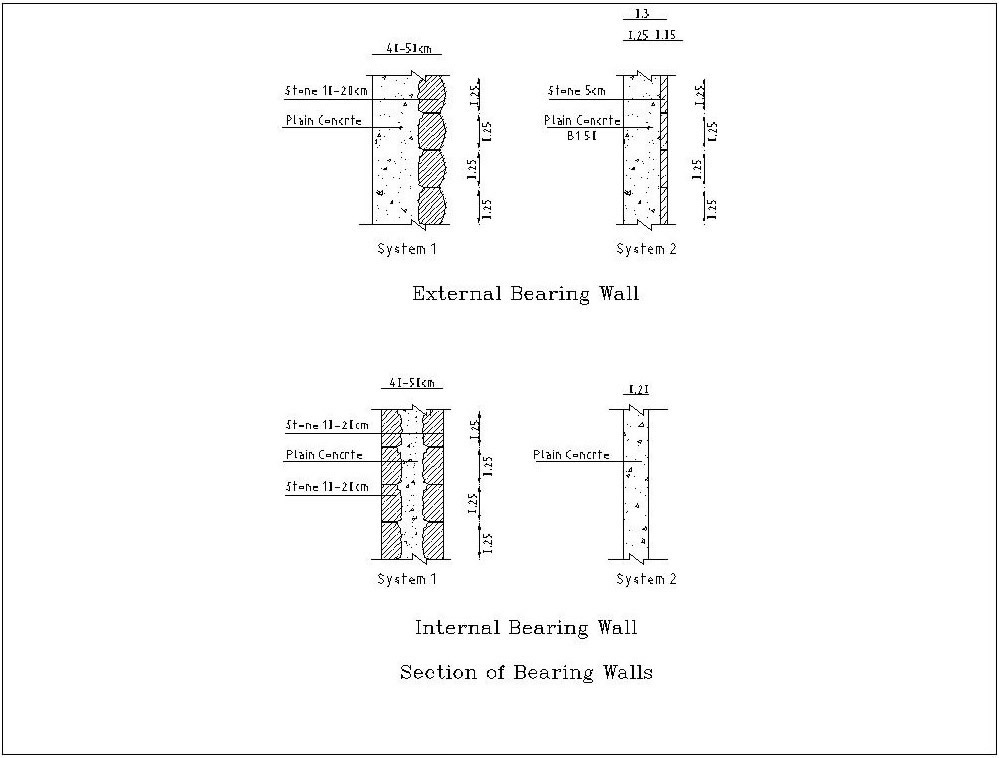 0.3
40-50cm
0.25 0.05
Stone 10-20cm
0.25
Stone 5cm
0.25
Plain Concrte
0.25
Plain Concrte
B150
0.25
0.25
0.25
0.25
0.25
System 1
System 2
External Bearing Wall
40-50cm
0.20
Stone 10-20cm
0.25
Plain Concrte
0.25
Plain Concrte
Stone 10-20cm
0.25
0.25
System 1
System 2
Internal Bearing Wall
Section of Bearing Walls